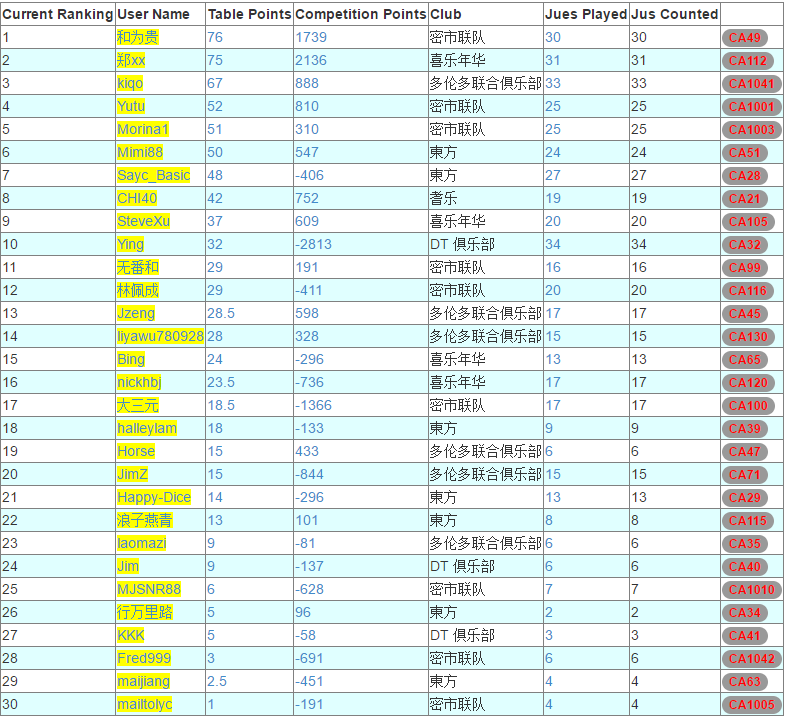 Current Ranking User Name Table Points Competition Points Club Jues Played Jus Counted
1 和为贵 76 1739 密市联队 30 30 CA49
2 郑xx 75 2136 喜乐年华 31 31 CA112
3 kiqo 67 888 多伦多联合俱乐部 33 33 CA1041
4 Yutu 52 810 密市联队 25 25 CA1001
5 Morina1 51 310 密市联队 25 25 CA1003
6 Mimi88 50 547 東方 24 24 CA51
7 Sayc_Basic 48 -406 東方 27 27 CA28
8 CHI40 42 752 耆乐 19 19 CA21
9 SteveXu 37 609 喜乐年华 20 20 CA105
10 Ying 32 -2813 DT 俱乐部 34 34 CA32
11 无番和 29 191 密市联队 16 16 CA99
12 林佩成 29 -411 密市联队 20 20 CA116
13 Jzeng 28.5 598 多伦多联合俱乐部 17 17 CA45
14 liyawu780928 28 328 多伦多联合俱乐部 15 15 CA130
15 Bing 24 -296 喜乐年华 13 13 CA65
16 nickhbj 23.5 -736 喜乐年华 17 17 CA120
17 大三元 18.5 -1366 密市联队 17 17 CA100
18 halleylam 18 -133 東方 9 9 CA39
19 Horse 15 433 多伦多联合俱乐部 6 6 CA47
20 JimZ 15 -844 多伦多联合俱乐部 15 15 CA71
21 Happy-Dice 14 -296 東方 13 13 CA29
22 浪子燕青 13 101 東方 8 8 CA115
23 laomazi 9 -81 多伦多联合俱乐部 6 6 CA35
24 Jim 9 -137 DT 俱乐部 6 6 CA40
25 MJSNR88 6 -628 密市联队 7 7 CA1010
26 行万里路 5 96 東方 2 2 CA34
27 KKK 5 -58 DT 俱乐部 3 3 CA41
28 Fred999 3 -691 密市联队 6 6 CA1042
29 maijiang 2.5 -451 東方 4 4 CA63
30 mailtolyc 1 -191 密市联队 4 4 CA1005